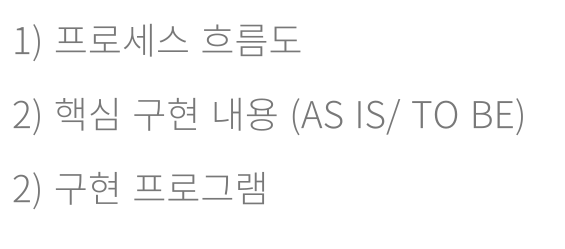 1) 프로세스 흐름도
2) 핵심 구현 내용 (AS IS/ TO BE)
2) 구현 프로그램